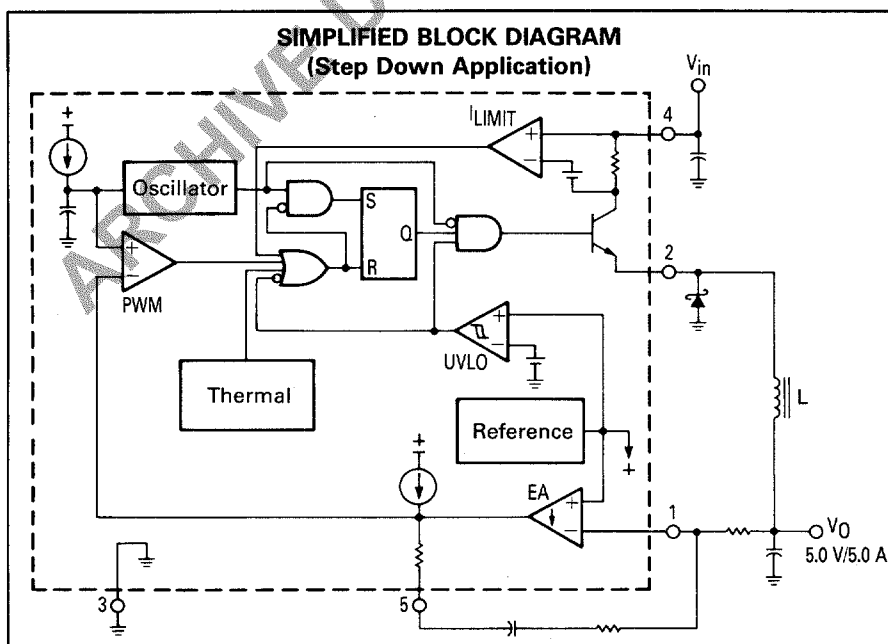 SIMPLIFIED BLOCK DIAGRAM
(Step Down Application)
Vin
4
ILIMIT
+
−
+
Oscillator
S
Q
R
2
+
−
PWM
+
−
UVLO
Thermal
Reference
L
+
+
EA
+
−
1
VO
5.0 V/5.0 A
3
5
ARCHIVE D